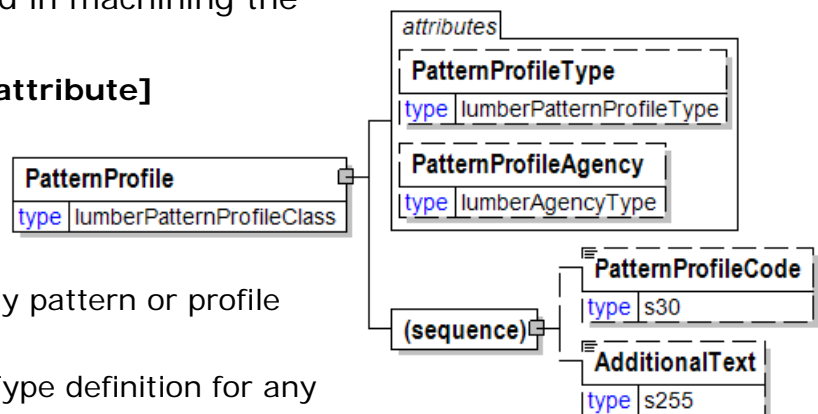 d in machining the
attribute]
y pattern or profile
Type definition for any
attributes
PatternProfileType
type lumberPatternProfileType
PatternProfileAgency
type lumberAgencyType
PatternProfile
type lumberPatternProfileClass
(sequence)
PatternProfileCode
type s30
AdditionalText
type s255